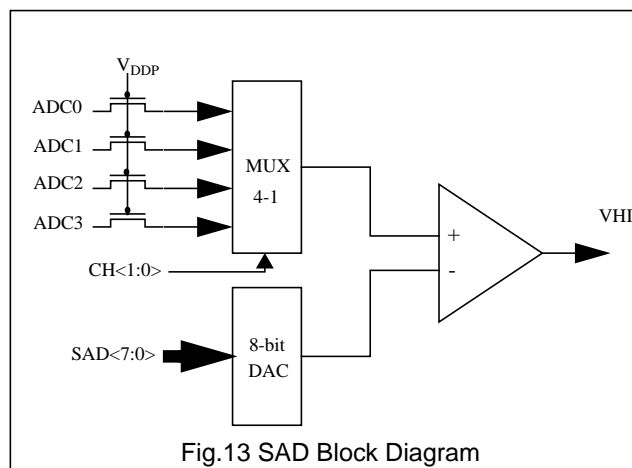 V_DDP
ADC0
ADC1
ADC2
ADC3
MUX
4-1
CH<1:0>
+
-
VHI
SAD<7:0>
8-bit
DAC
Fig.13 SAD Block Diagram